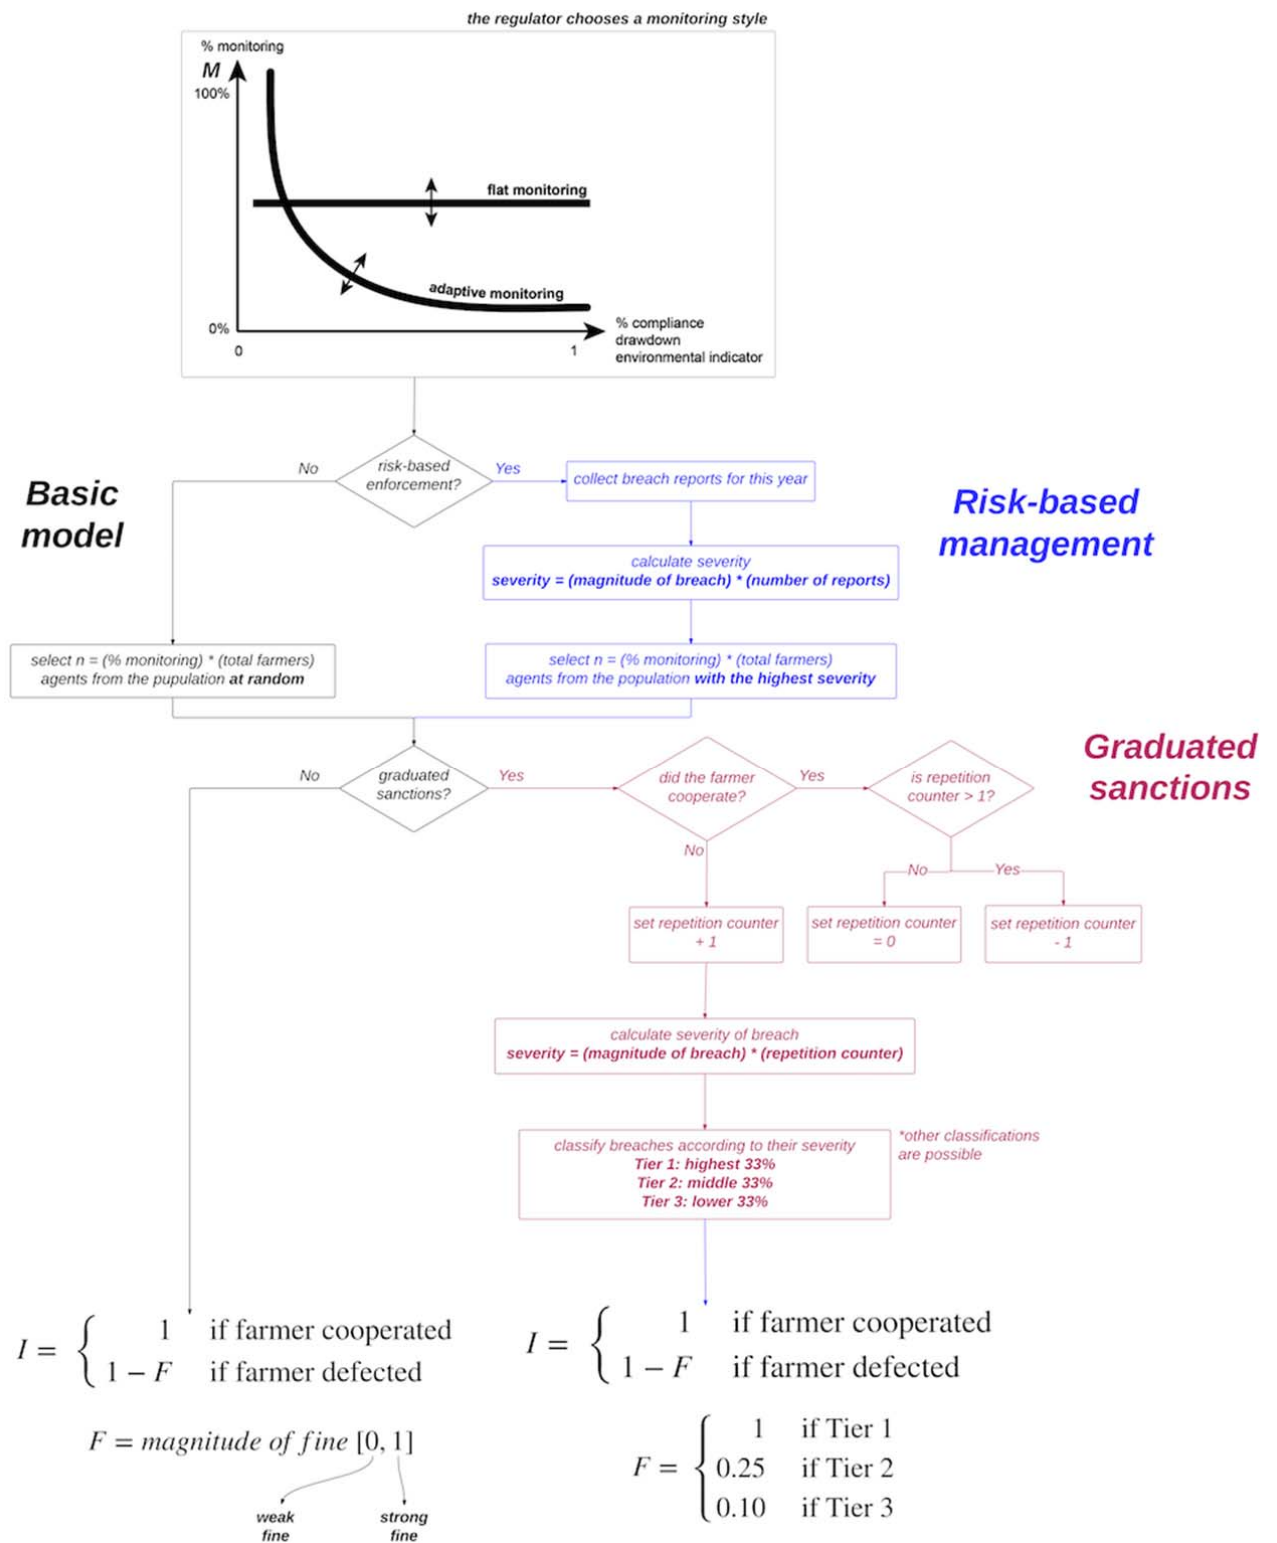 the regulator chooses a monitoring style
% monitoring
M
100%
flat monitoring
adaptive monitoring
0%
0
1
% compliance
drawdown
environmental indicator
No
risk-based
enforcement?
Yes
collect breach reports for this year
Basic
model
Risk-based
management
calculate severity
severity = (magnitude of breach) * (number of reports)
select n = (% monitoring) * (total farmers)
agents from the pupulation at random
select n = (% monitoring) * (total farmers)
agents from the population with the highest severity
Graduated
sanctions
No
graduated
sanctions?
Yes
did the farmer
cooperate?
Yes
is repetition
counter > 1?
No
No
Yes
set repetition counter
+ 1
set repetition counter
= 0
set repetition counter
- 1
calculate severity of breach
severity = (magnitude of breach) * (repetition counter)
classify breaches according to their severity
Tier 1: highest 33%
Tier 2: middle 33%
Tier 3: lower 33%
*other classifications
are possible
I = { 1 if farmer cooperated
1 − F if farmer defected
F = magnitude of fine [0, 1]
weak
fine
strong
fine
I = { 1 if farmer cooperated
1 − F if farmer defected
F = { 1 if Tier 1
0.25 if Tier 2
0.10 if Tier 3